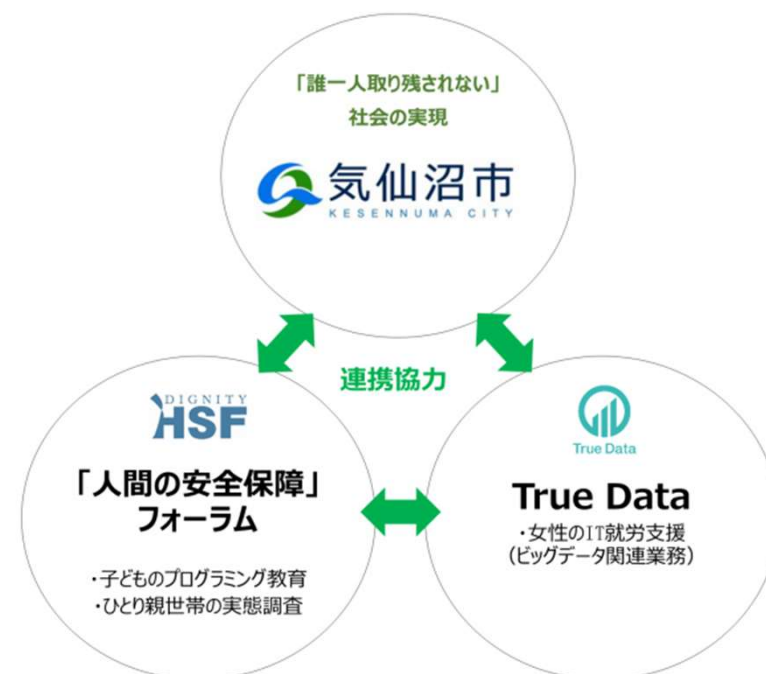 「誰一人取り残されない」
社会の実現
気仙沼市
KESENNUMA CITY
連携協力
DIGNITY
HSF
「人間の安全保障」
フォーラム
・子どものプログラミング教育
・ひとり親世帯の実態調査
True Data
True Data
・女性のIT就労支援
(ビッグデータ関連業務)